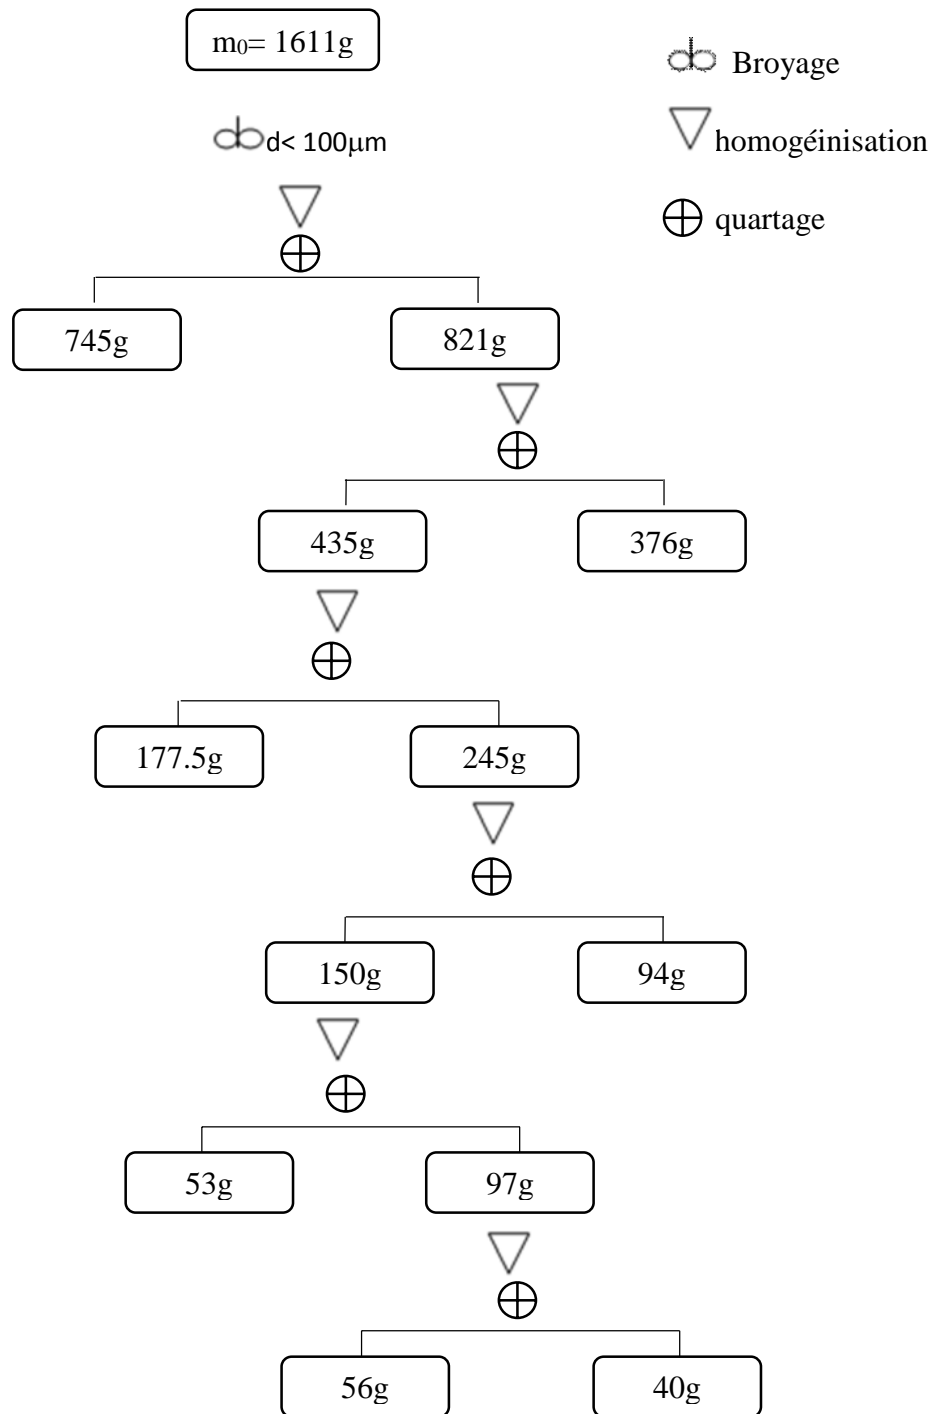 m₀= 1611g
Broyage
d< 100µm
homogéinisation
quartage
745g
821g
435g
376g
177.5g
245g
150g
94g
53g
97g
56g
40g